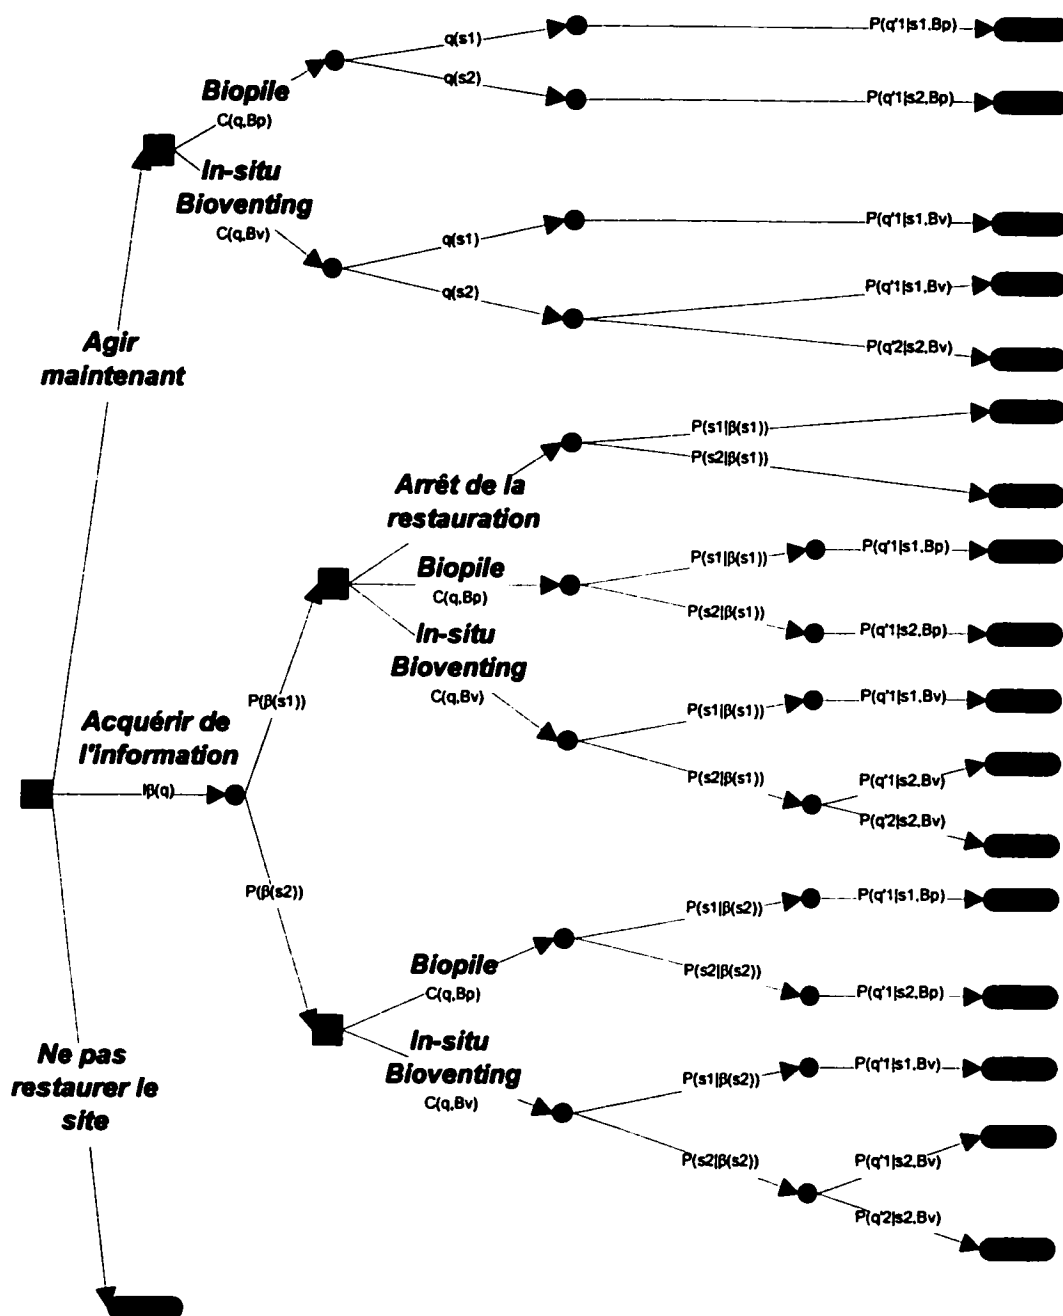 q(s1)
P(q'1|s1,Bp)
q(s2)
Biopile
P(q'1|s2,Bp)
C(q,Bp)
In-situ
Bioventing
C(q,Bv)
q(s1)
P(q'1|s1,Bv)
q(s2)
P(q'1|s1,Bv)
P(q'2|s2,Bv)
Agir
maintenant
P(s1|β(s1))
P(s2|β(s1))
Arrêt de la
restauration
Biopile
C(q,Bp)
P(s1|β(s1))
P(q'1|s1,Bp)
P(s2|β(s1))
P(q'1|s2,Bp)
In-situ
Bioventing
C(q,Bv)
P(s1|β(s1))
P(q'1|s1,Bv)
P(s2|β(s1))
P(q'1|s2,Bv)
P(q'2|s2,Bv)
P(β(s1))
Acquérir de
l'information
Iβ(q)
P(β(s2))
Biopile
C(q,Bp)
P(s1|β(s2))
P(q'1|s1,Bp)
P(s2|β(s2))
P(q'1|s2,Bp)
In-situ
Bioventing
C(q,Bv)
P(s1|β(s2))
P(q'1|s1,Bv)
P(s2|β(s2))
P(q'1|s2,Bv)
P(q'2|s2,Bv)
Ne pas
restaurer le
site